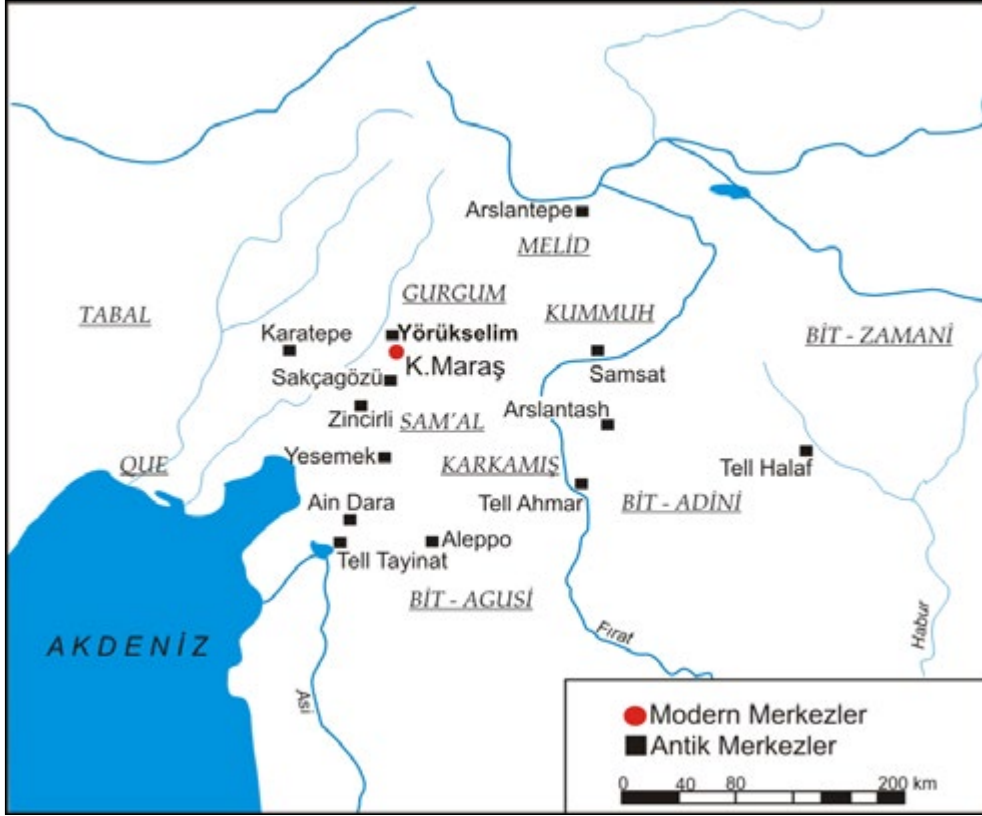 Arslantepe
MELİD
GURGUM
TABAL
KUMMUH
BİT - ZAMANİ
Karatepe
Yörükselim
K.Maraş
Samsat
Sakçagözü
Zincirli
SAM'AL
Arslantash
QUE
Yesemek
KARKAMIŞ
Tell Halaf
Tell Ahmar
BİT - ADİNİ
Ain Dara
Aleppo
Tell Tayinat
BİT - AGUSİ
Habur
Fırat
AKDENİZ
Asi
Modern Merkezler
Antik Merkezler
0 40 80 200 km